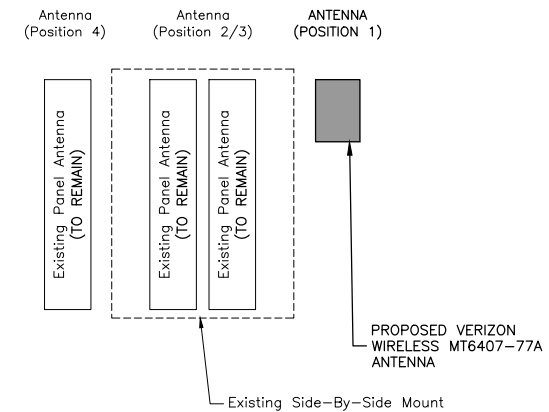 Antenna
(Position 4)
Antenna
(Position 2/3)
ANTENNA
(POSITION 1)
Existing Panel Antenna
(TO REMAIN)
Existing Panel Antenna
(TO REMAIN)
Existing Panel Antenna
(TO REMAIN)
PROPOSED VERIZON
WIRELESS MT6407-77A
ANTENNA
Existing Side-By-Side Mount